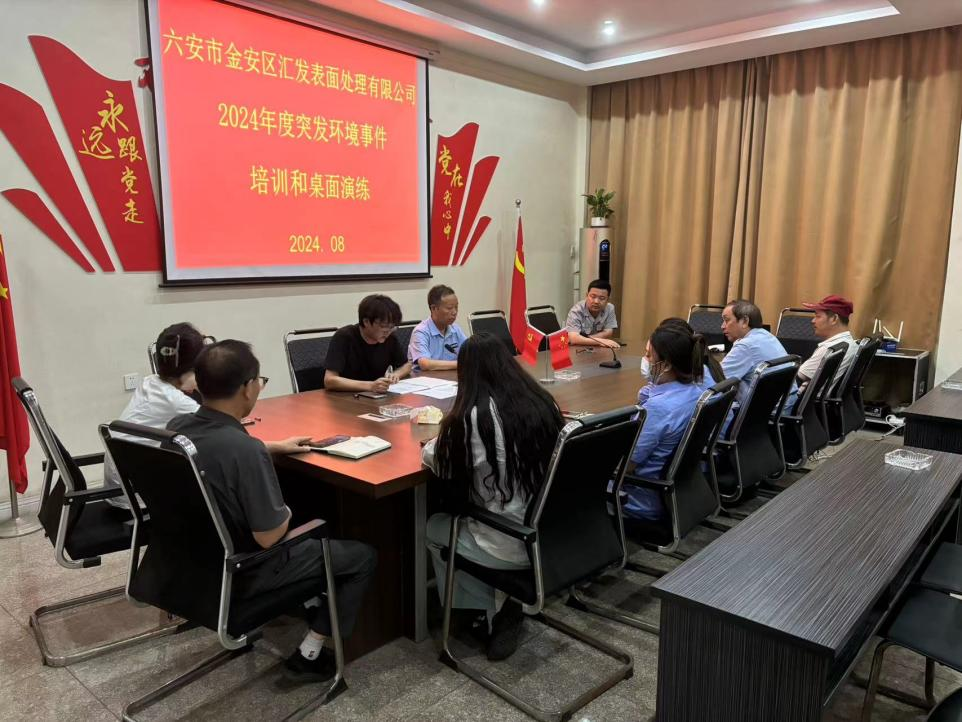 六安市金安区汇发表面处理有限公司
2024年度突发环境事件
培训和桌面演练
2024. 08
永远跟党走
党在我心中